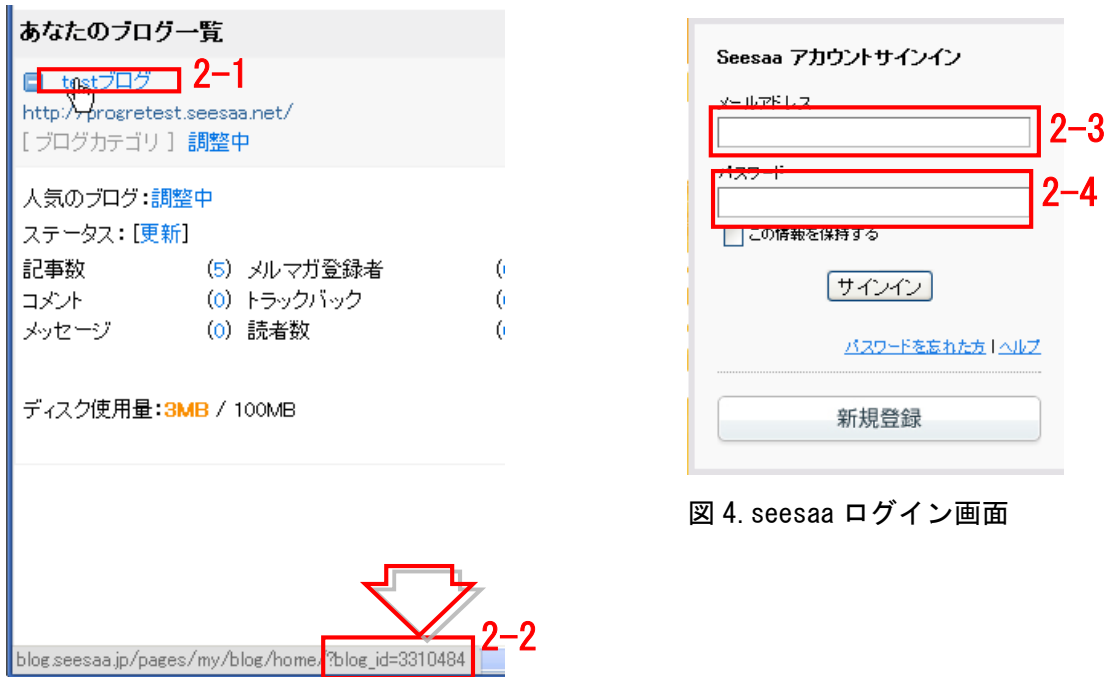 あなたのブログ一覧
testブログ
2-1
http://progretest.seesaa.net/
[ ブログカテゴリ ] 調整中
人気のブログ:調整中
ステータス: [更新]
記事数 (5) メルマガ登録者 (
コメント (0) トラックバック (
メッセージ (0) 読者数 (
ディスク使用量:3MB / 100MB
2-2
blog.seesaa.jp/pages/my/blog/home/?blog_id=3310484
Seesaa アカウントサインイン
メールアドレス
2-3
パスワード
2-4
この情報を保持する
サインイン
パスワードを忘れた方 | ヘルプ
新規登録
図 4. seesaa ログイン画面